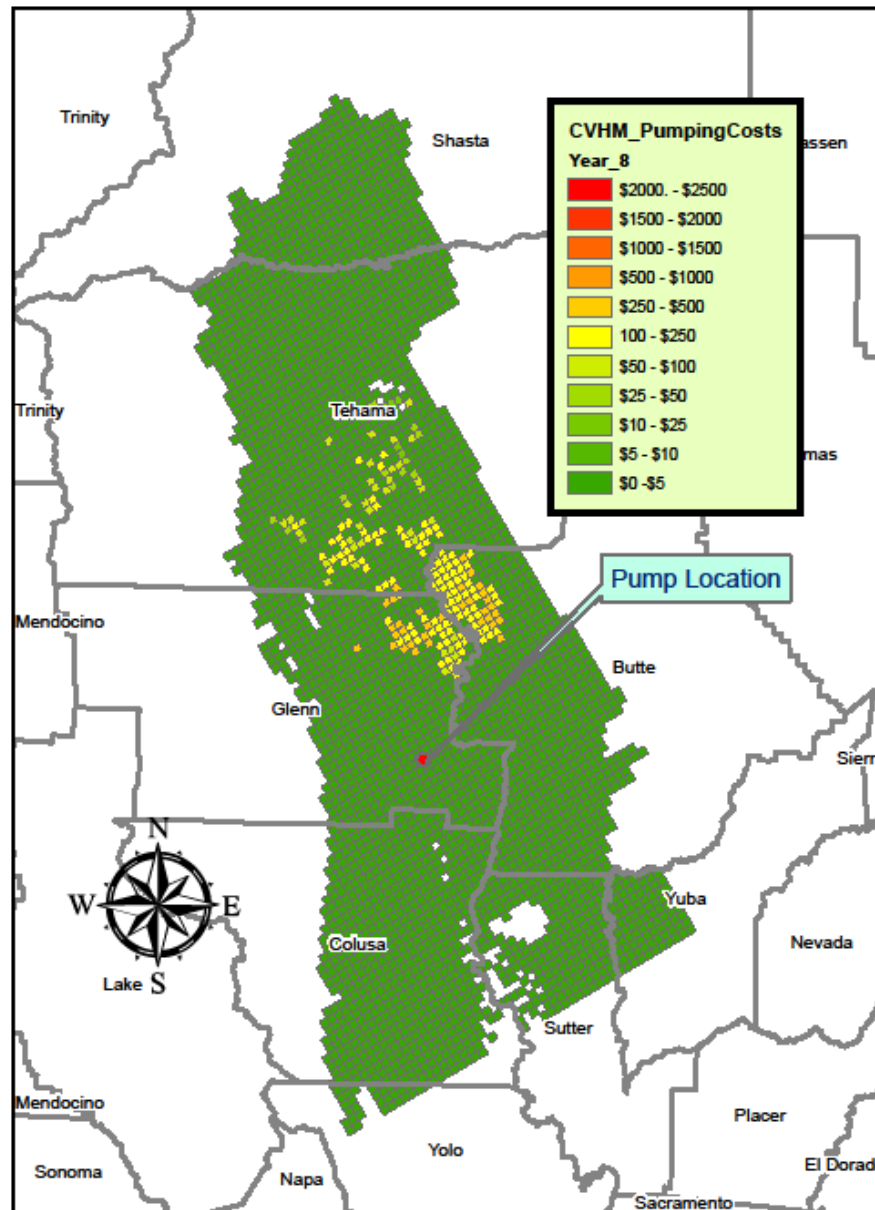 Trinity
Shasta
CVHM_PumpingCosts
Year_8
$2000. - $2500
$1500 - $2000
$1000 - $1500
$500 - $1000
$250 - $500
100 - $250
$50 - $100
$25 - $50
$10 - $25
$5 - $10
$0 -$5
assen
Tehama
Trinity
mas
Pump Location
Mendocino
Butte
Glenn
Sierr
N
W E
S
Yuba
Colusa
Nevada
Lake
Sutter
Mendocino
Placer
Yolo
El Dorad
Sonoma
Napa
Sacramento